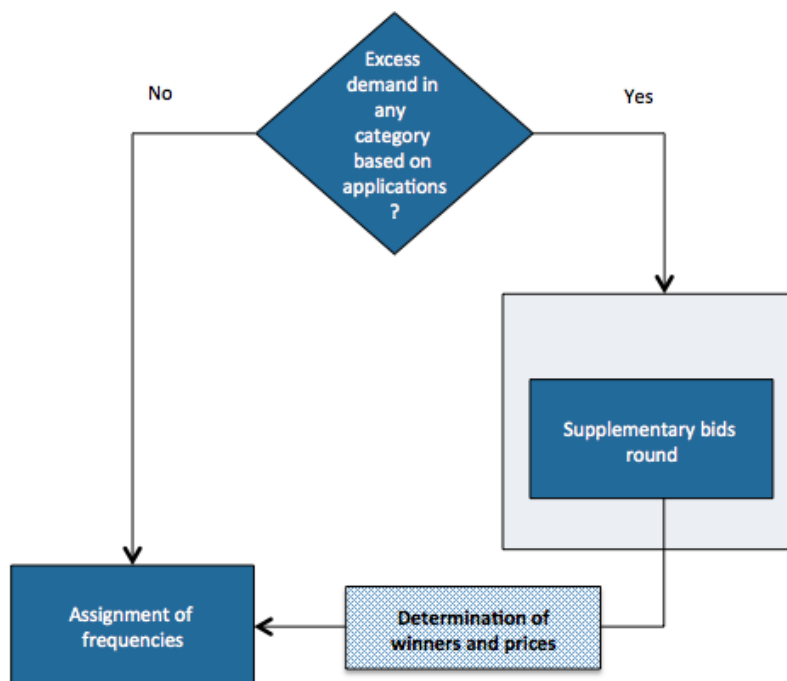 Excess
demand in
any
category
based on
applications
?
No
Yes
Supplementary bids
round
Assignment of
frequencies
Determination of
winners and prices